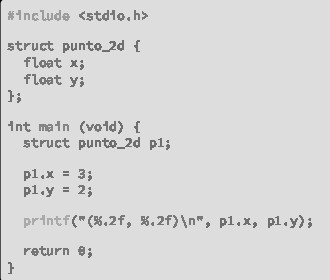 #include <stdio.h>
struct punto_2d {
float x;
float y;
};
int main (void) {
struct punto_2d p1;
p1.x = 3;
p1.y = 2;
printf("(%.2f, %.2f)\n", p1.x, p1.y);
return 0;
}